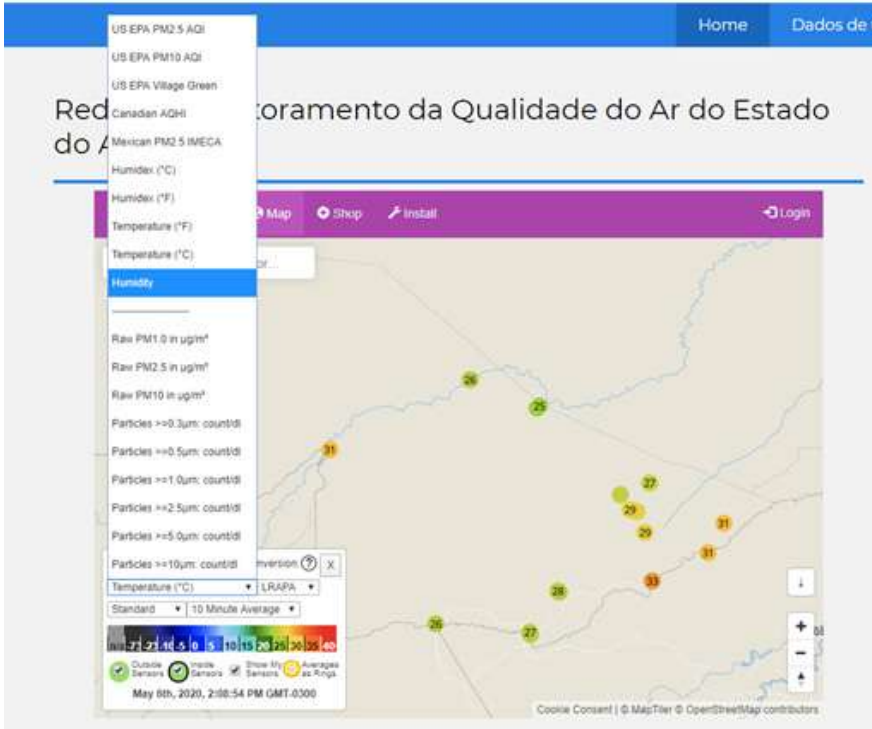 Home Dados de
US EPA PM2.5 AQI
US EPA PM10 AQI
US EPA Village Green
Canadian AQHI
Mexican PM2.5 IMECA
Humidex (°C)
Humidex (°F)
Temperature (°F)
Temperature (°C)
Humidity
Raw PM1.0 in µg/m³
Raw PM2.5 in µg/m³
Raw PM10 in µg/m³
Particles >=0.3µm: count/dl
Particles >=0.5µm: count/dl
Particles >=1.0µm: count/dl
Particles >=2.5µm: count/dl
Particles >=5.0µm: count/dl
Particles >=10µm: count/dl
Red toramento da Qualidade do Ar do Estado
do A
Map Shop Install Login
or...
26
25
31
27
29
29
31
31
33
28
26
27
nversion ? X
Temperature (°C) LRAPA
Standard 10 Minute Average
-5 0 5 10 15 20 25 30 35 40
Outside Sensors Inside Sensors Show My Sensors Averages as Rings
May 6th, 2020, 2:08:54 PM GMT-0300
Cookie Consent | © MapTiler © OpenStreetMap contributors